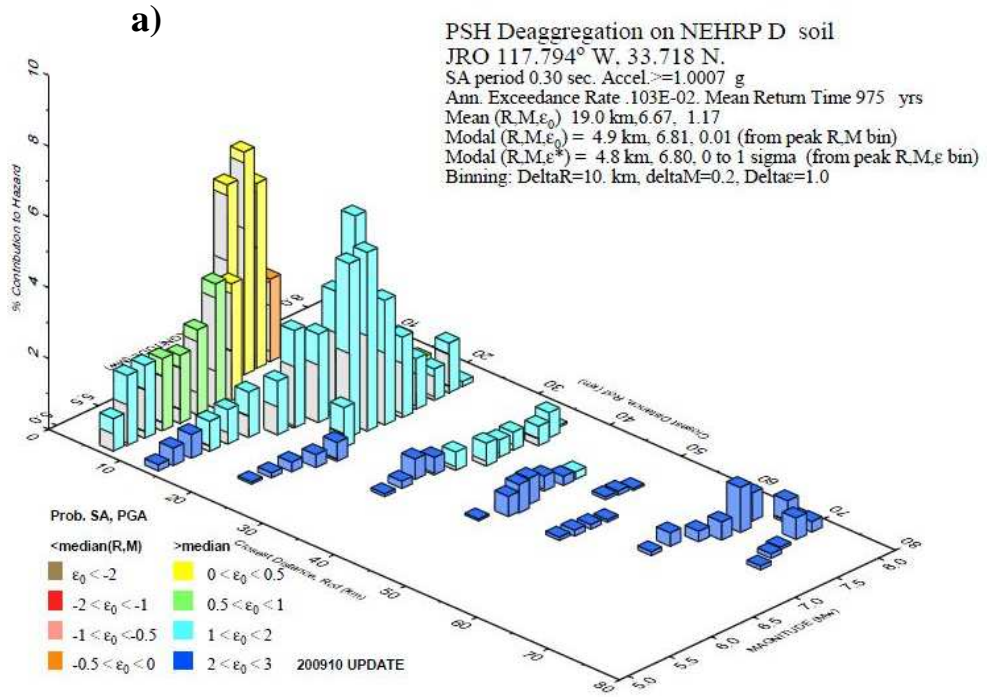 a)
PSH Deaggregation on NEHRP D soil
JRO 117.794° W, 33.718 N.
SA period 0.30 sec. Accel.>=1.0007 g
Ann. Exceedance Rate .103E-02. Mean Return Time 975 yrs
Mean (R,M,ε₀) 19.0 km,6.67, 1.17
Modal (R,M,ε₀) = 4.9 km, 6.81, 0.01 (from peak R,M bin)
Modal (R,M,ε*) = 4.8 km, 6.80, 0 to 1 sigma (from peak R,M,ε bin)
Binning: DeltaR=10. km, deltaM=0.2, Deltaε=1.0
% Contribution to Hazard
10
8
6
4
2
0
10
20
30
40
50
60
70
80
Closest Distance, Rcd (km)
10
20
30
40
50
60
70
80
Closest Distance, Rcd (km)
5.0
5.5
6.0
6.5
7.0
7.5
8.0
MAGNITUDE (Mw)
5.5
8.0
Prob. SA, PGA
<median(R,M) >median
ε₀ < -2 0 < ε₀ < 0.5
-2 < ε₀ < -1 0.5 < ε₀ < 1
-1 < ε₀ < -0.5 1 < ε₀ < 2
-0.5 < ε₀ < 0 2 < ε₀ < 3
200910 UPDATE